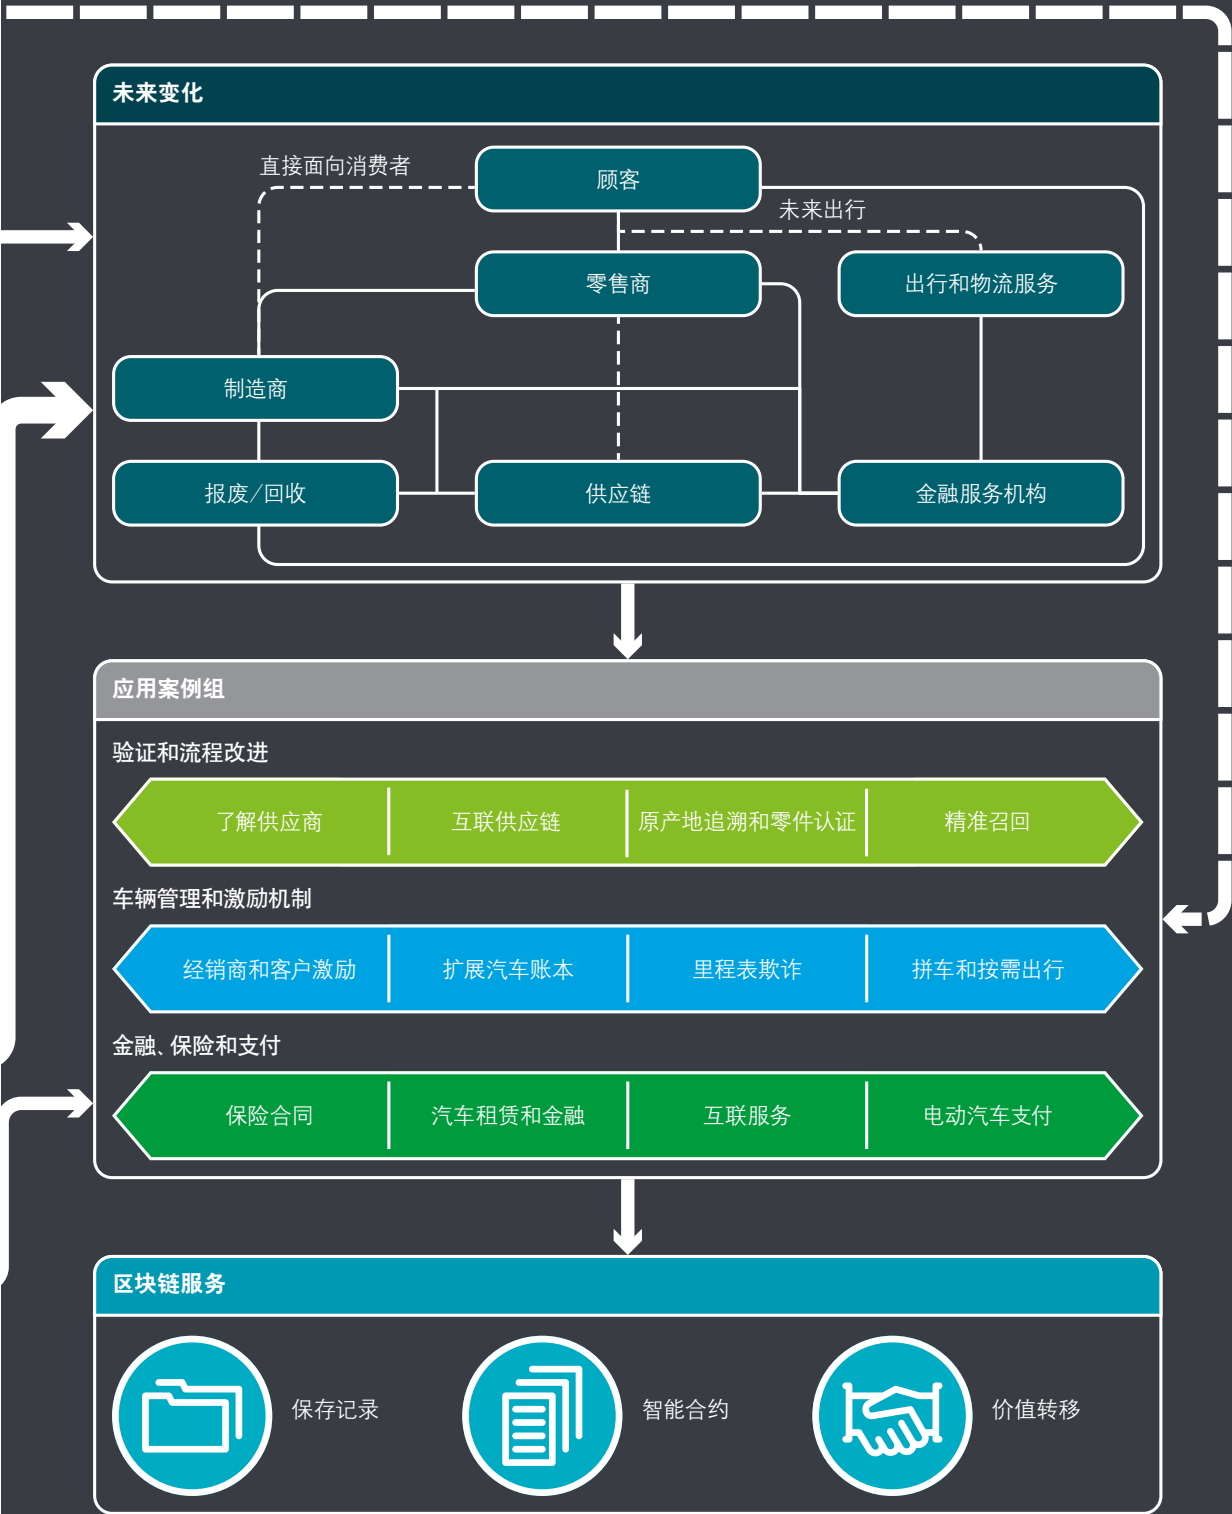 未来变化
直接面向消费者
顾客
未来出行
零售商
出行和物流服务
制造商
报废/回收
供应链
金融服务机构
应用案例组
验证和流程改进
了解供应商
互联供应链
原产地追溯和零件认证
精准召回
车辆管理和激励机制
经销商和客户激励
扩展汽车账本
里程表欺诈
拼车和按需出行
金融、保险和支付
保险合同
汽车租赁和金融
互联服务
电动汽车支付
区块链服务
保存记录
智能合约
价值转移